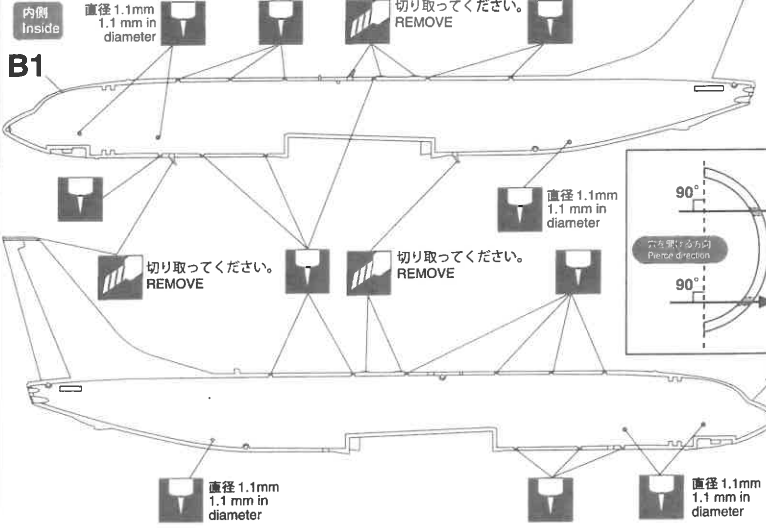 内側
Inside
直径 1.1mm
1.1 mm in
diameter
切り取ってください。
REMOVE
B1
直径 1.1mm
1.1 mm in
diameter
90°
穴を開ける方向
Pierce direction
90°
切り取ってください。
REMOVE
切り取ってください。
REMOVE
直径 1.1mm
1.1 mm in
diameter
直径 1.1mm
1.1 mm in
diameter